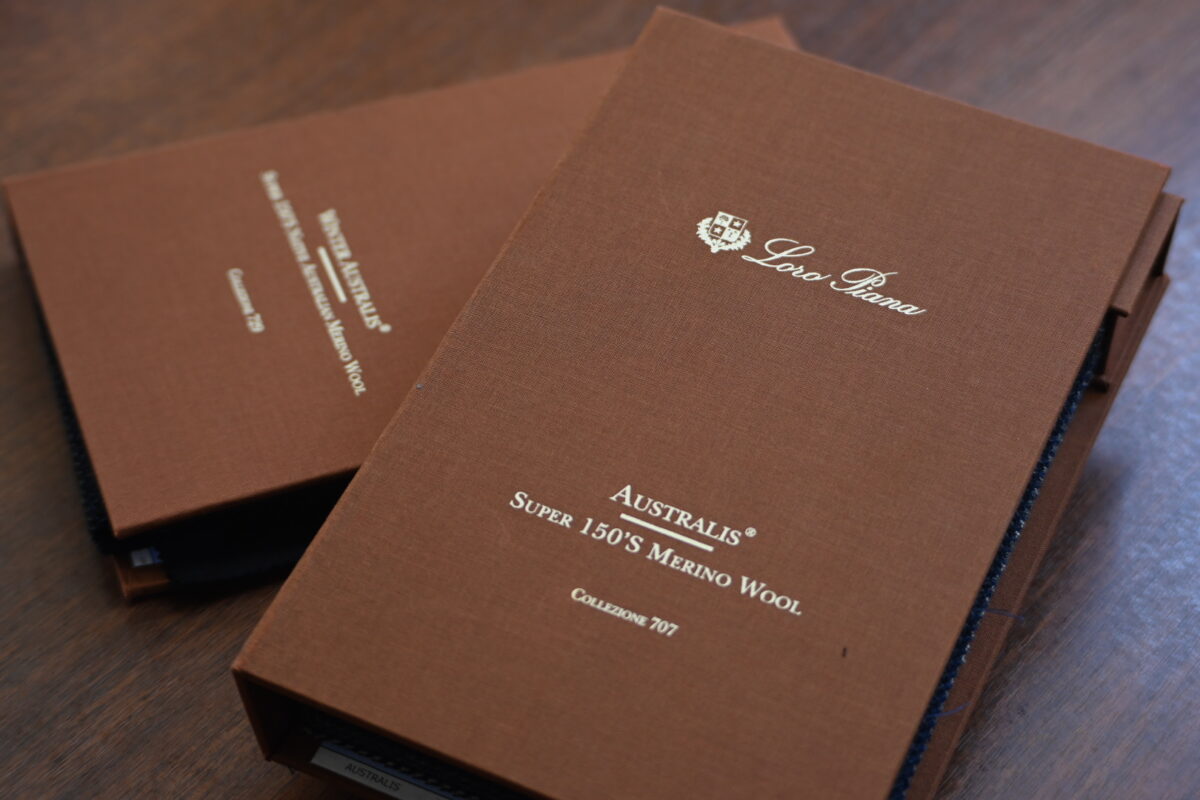 Loro Piana
AUSTRALIS®
SUPER 150'S MERINO WOOL
COLLEZIONE 707
AUSTRALIS
WINTER AUSTRALIS®
SUPER 150'S SUPER AUSTRALIAN MERINO WOOL
COLLEZIONE 719